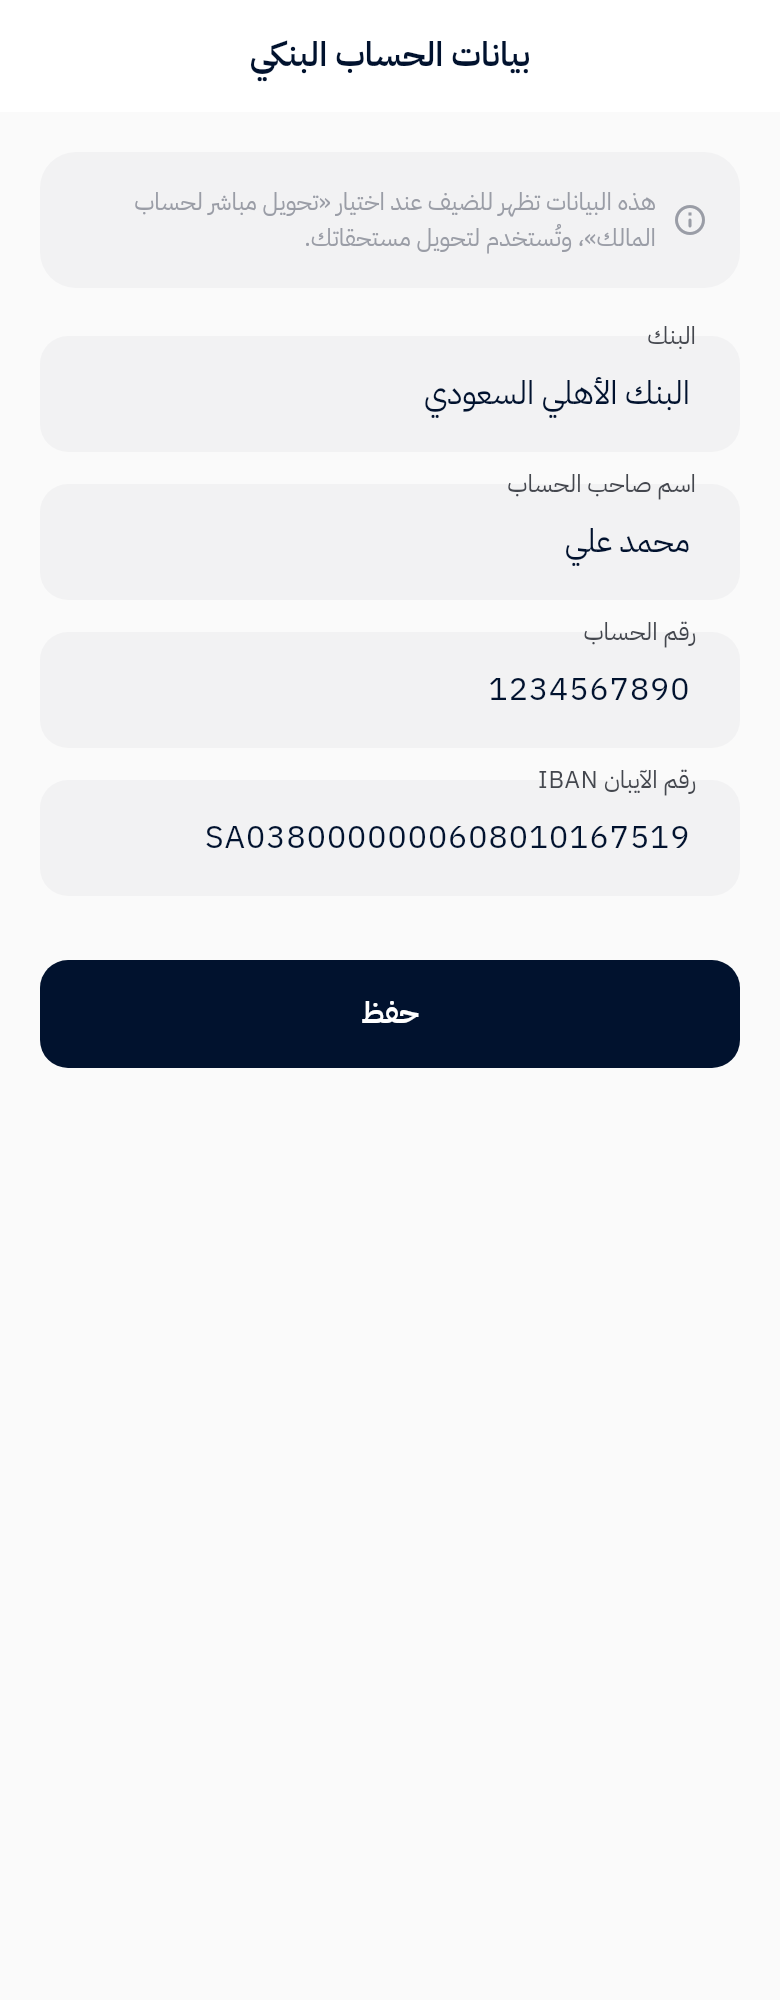 بيانات الحساب البنكي
هذه البيانات تظهر للضيف عند اختيار «تحويل مباشر لحساب
المالك»، وتُستخدم لتحويل مستحقاتك.
البنك
البنك الأهلي السعودي
اسم صاحب الحساب
محمد علي
رقم الحساب
1234567890
رقم الآيبان IBAN
SA0380000000608010167519
حفظ